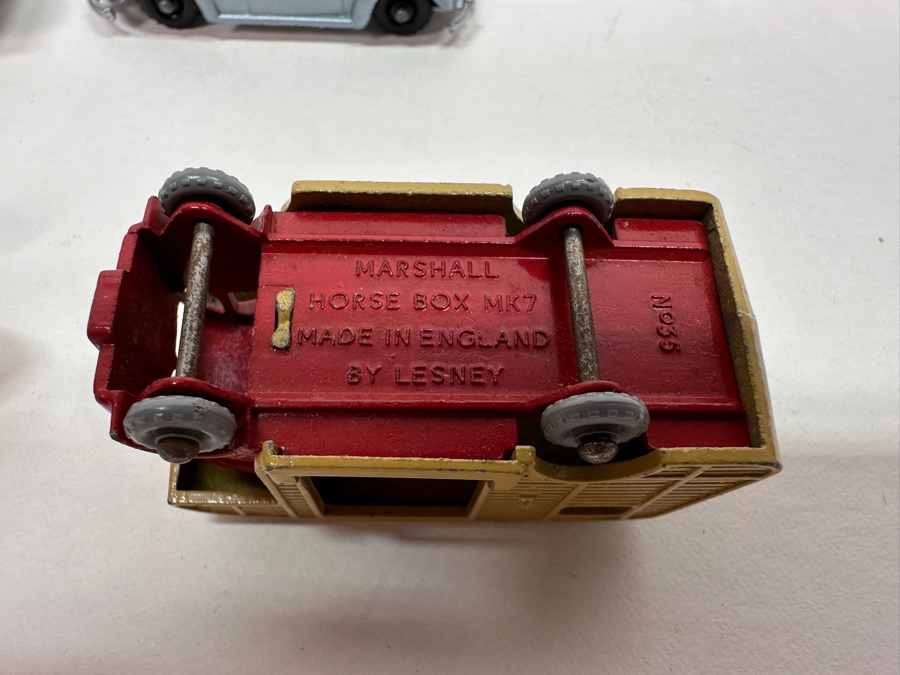 MARSHALL
HORSE BOX MK7
MADE IN ENGLAND
BY LESNEY
No35